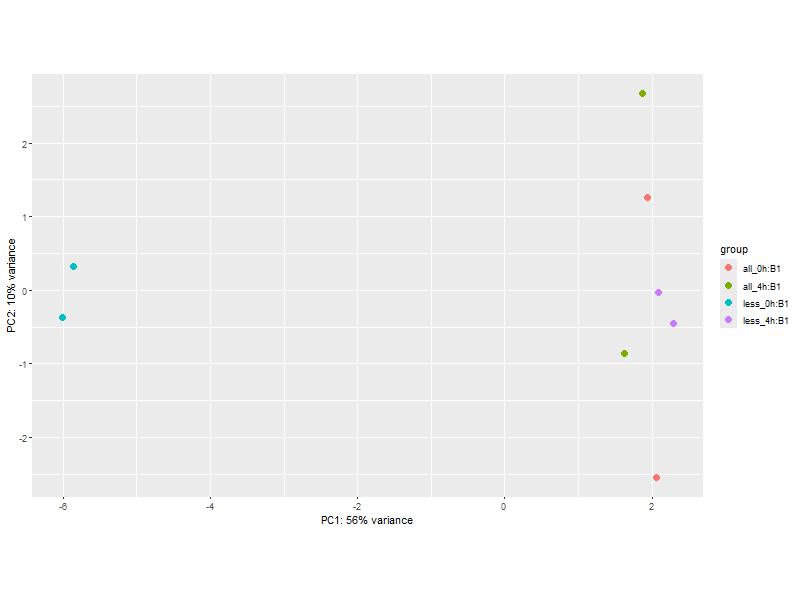 2
1
0
-1
-2
PC2: 10% variance
-6
-4
-2
0
2
PC1: 56% variance
group
all_0h:B1
all_4h:B1
less_0h:B1
less_4h:B1